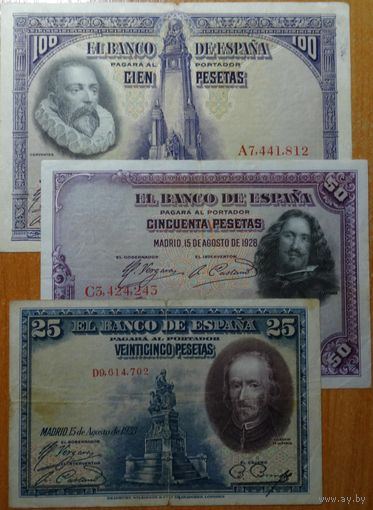 100
EL BANCO DE ESPAÑA
100
PAGARÁ AL PORTADOR
CIEN PESETAS
A7,441,812
CERVANTES
EL BANCO DE ESPAÑA
50
PAGARÁ AL PORTADOR
CINCUENTA PESETAS
MADRID, 15 DE AGOSTO DE 1928
EL GOBERNADOR
EL INTERVENTOR
C3,424,243
50
25
EL BANCO DE ESPAÑA
25
PAGARÁ AL PORTADOR
VEINTICINCO PESETAS
D9,614,702
MADRID, 15 de Agosto de 1928
EL GOBERNADOR
EL INTERVENTOR
EL CAJERO
www.ay.by